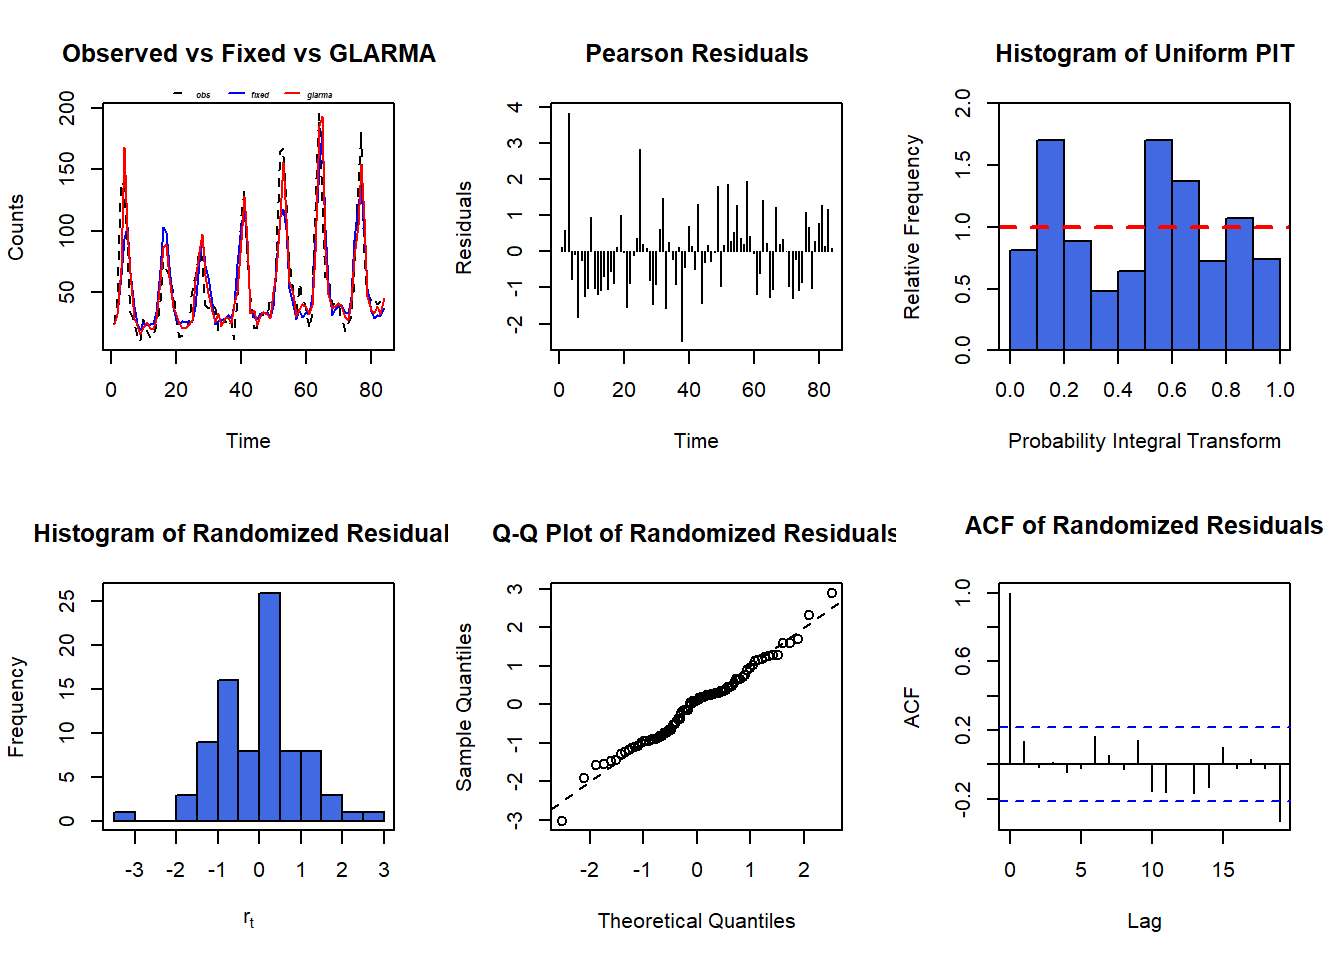 Observed vs Fixed vs GLARMA
obs fixed glarma
Counts
50 100 150 200
0 20 40 60 80
Time
Pearson Residuals
Residuals
-2 -1 0 1 2 3 4
0 20 40 60 80
Time
Histogram of Uniform PIT
Relative Frequency
0.0 0.5 1.0 1.5 2.0
0.0 0.2 0.4 0.6 0.8 1.0
Probability Integral Transform
Histogram of Randomized Residual
Frequency
0 5 10 15 20 25
-3 -2 -1 0 1 2 3
rt
Q-Q Plot of Randomized Residuals
Sample Quantiles
-3 -2 -1 0 1 2 3
-2 -1 0 1 2
Theoretical Quantiles
ACF of Randomized Residuals
ACF
-0.2 0.2 0.6 1.0
0 5 10 15
Lag